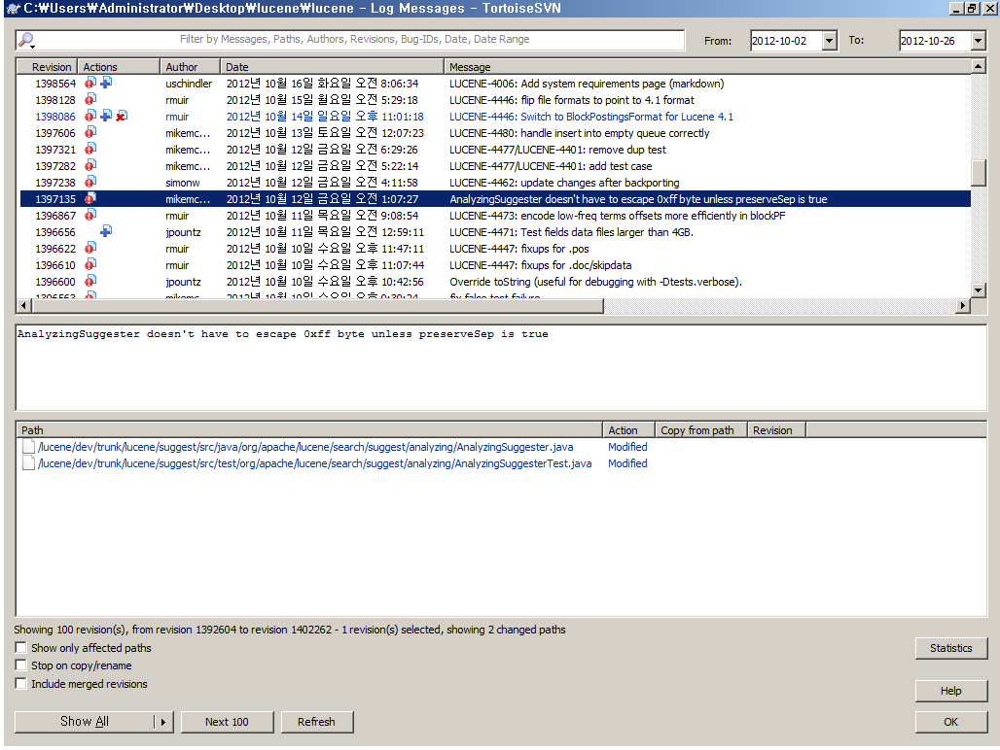 C:\Users\Administrator\Desktop\lucene\lucene - Log Messages - TortoiseSVN
Filter by Messages, Paths, Authors, Revisions, Bug-IDs, Date, Date Range
From: 2012-10-02 To: 2012-10-26
Revision Actions Author Date Message
1398564 uschindler 2012년 10월 16일 화요일 오전 8:06:34 LUCENE-4006: Add system requirements page (markdown)
1398128 rmuir 2012년 10월 15일 월요일 오전 5:29:18 LUCENE-4446: flip file formats to point to 4.1 format
1398086 rmuir 2012년 10월 14일 일요일 오후 11:01:18 LUCENE-4446: Switch to BlockPostingsFormat for Lucene 4.1
1397606 mikemc... 2012년 10월 13일 토요일 오전 12:07:23 LUCENE-4480: handle insert into empty queue correctly
1397321 mikemc... 2012년 10월 12일 금요일 오전 6:29:26 LUCENE-4477/LUCENE-4401: remove dup test
1397282 mikemc... 2012년 10월 12일 금요일 오전 5:22:14 LUCENE-4477/LUCENE-4401: add test case
1397238 simonw 2012년 10월 12일 금요일 오전 4:11:58 LUCENE-4462: update changes after backporting
1397135 mikemc... 2012년 10월 12일 금요일 오전 1:07:27 AnalyzingSuggester doesn't have to escape 0xff byte unless preserveSep is true
1396867 rmuir 2012년 10월 11일 목요일 오전 9:08:54 LUCENE-4473: encode low-freq terms offsets more efficiently in blockPF
1396656 jpountz 2012년 10월 11일 목요일 오전 12:59:11 LUCENE-4471: Test fields data files larger than 4GB.
1396622 rmuir 2012년 10월 10일 수요일 오후 11:47:11 LUCENE-4447: fixups for .pos
1396610 rmuir 2012년 10월 10일 수요일 오후 11:07:44 LUCENE-4447: fixups for .doc/skipdata
1396600 jpountz 2012년 10월 10일 수요일 오후 10:42:56 Override toString (useful for debugging with -Dtests.verbose).
AnalyzingSuggester doesn't have to escape 0xff byte unless preserveSep is true
Path Action Copy from path Revision
/lucene/dev/trunk/lucene/suggest/src/java/org/apache/lucene/search/suggest/analyzing/AnalyzingSuggester.java Modified
/lucene/dev/trunk/lucene/suggest/src/test/org/apache/lucene/search/suggest/analyzing/AnalyzingSuggesterTest.java Modified
Showing 100 revision(s), from revision 1392604 to revision 1402262 - 1 revision(s) selected, showing 2 changed paths
Show only affected paths
Statistics
Stop on copy/rename
Include merged revisions
Help
Show All Next 100 Refresh OK